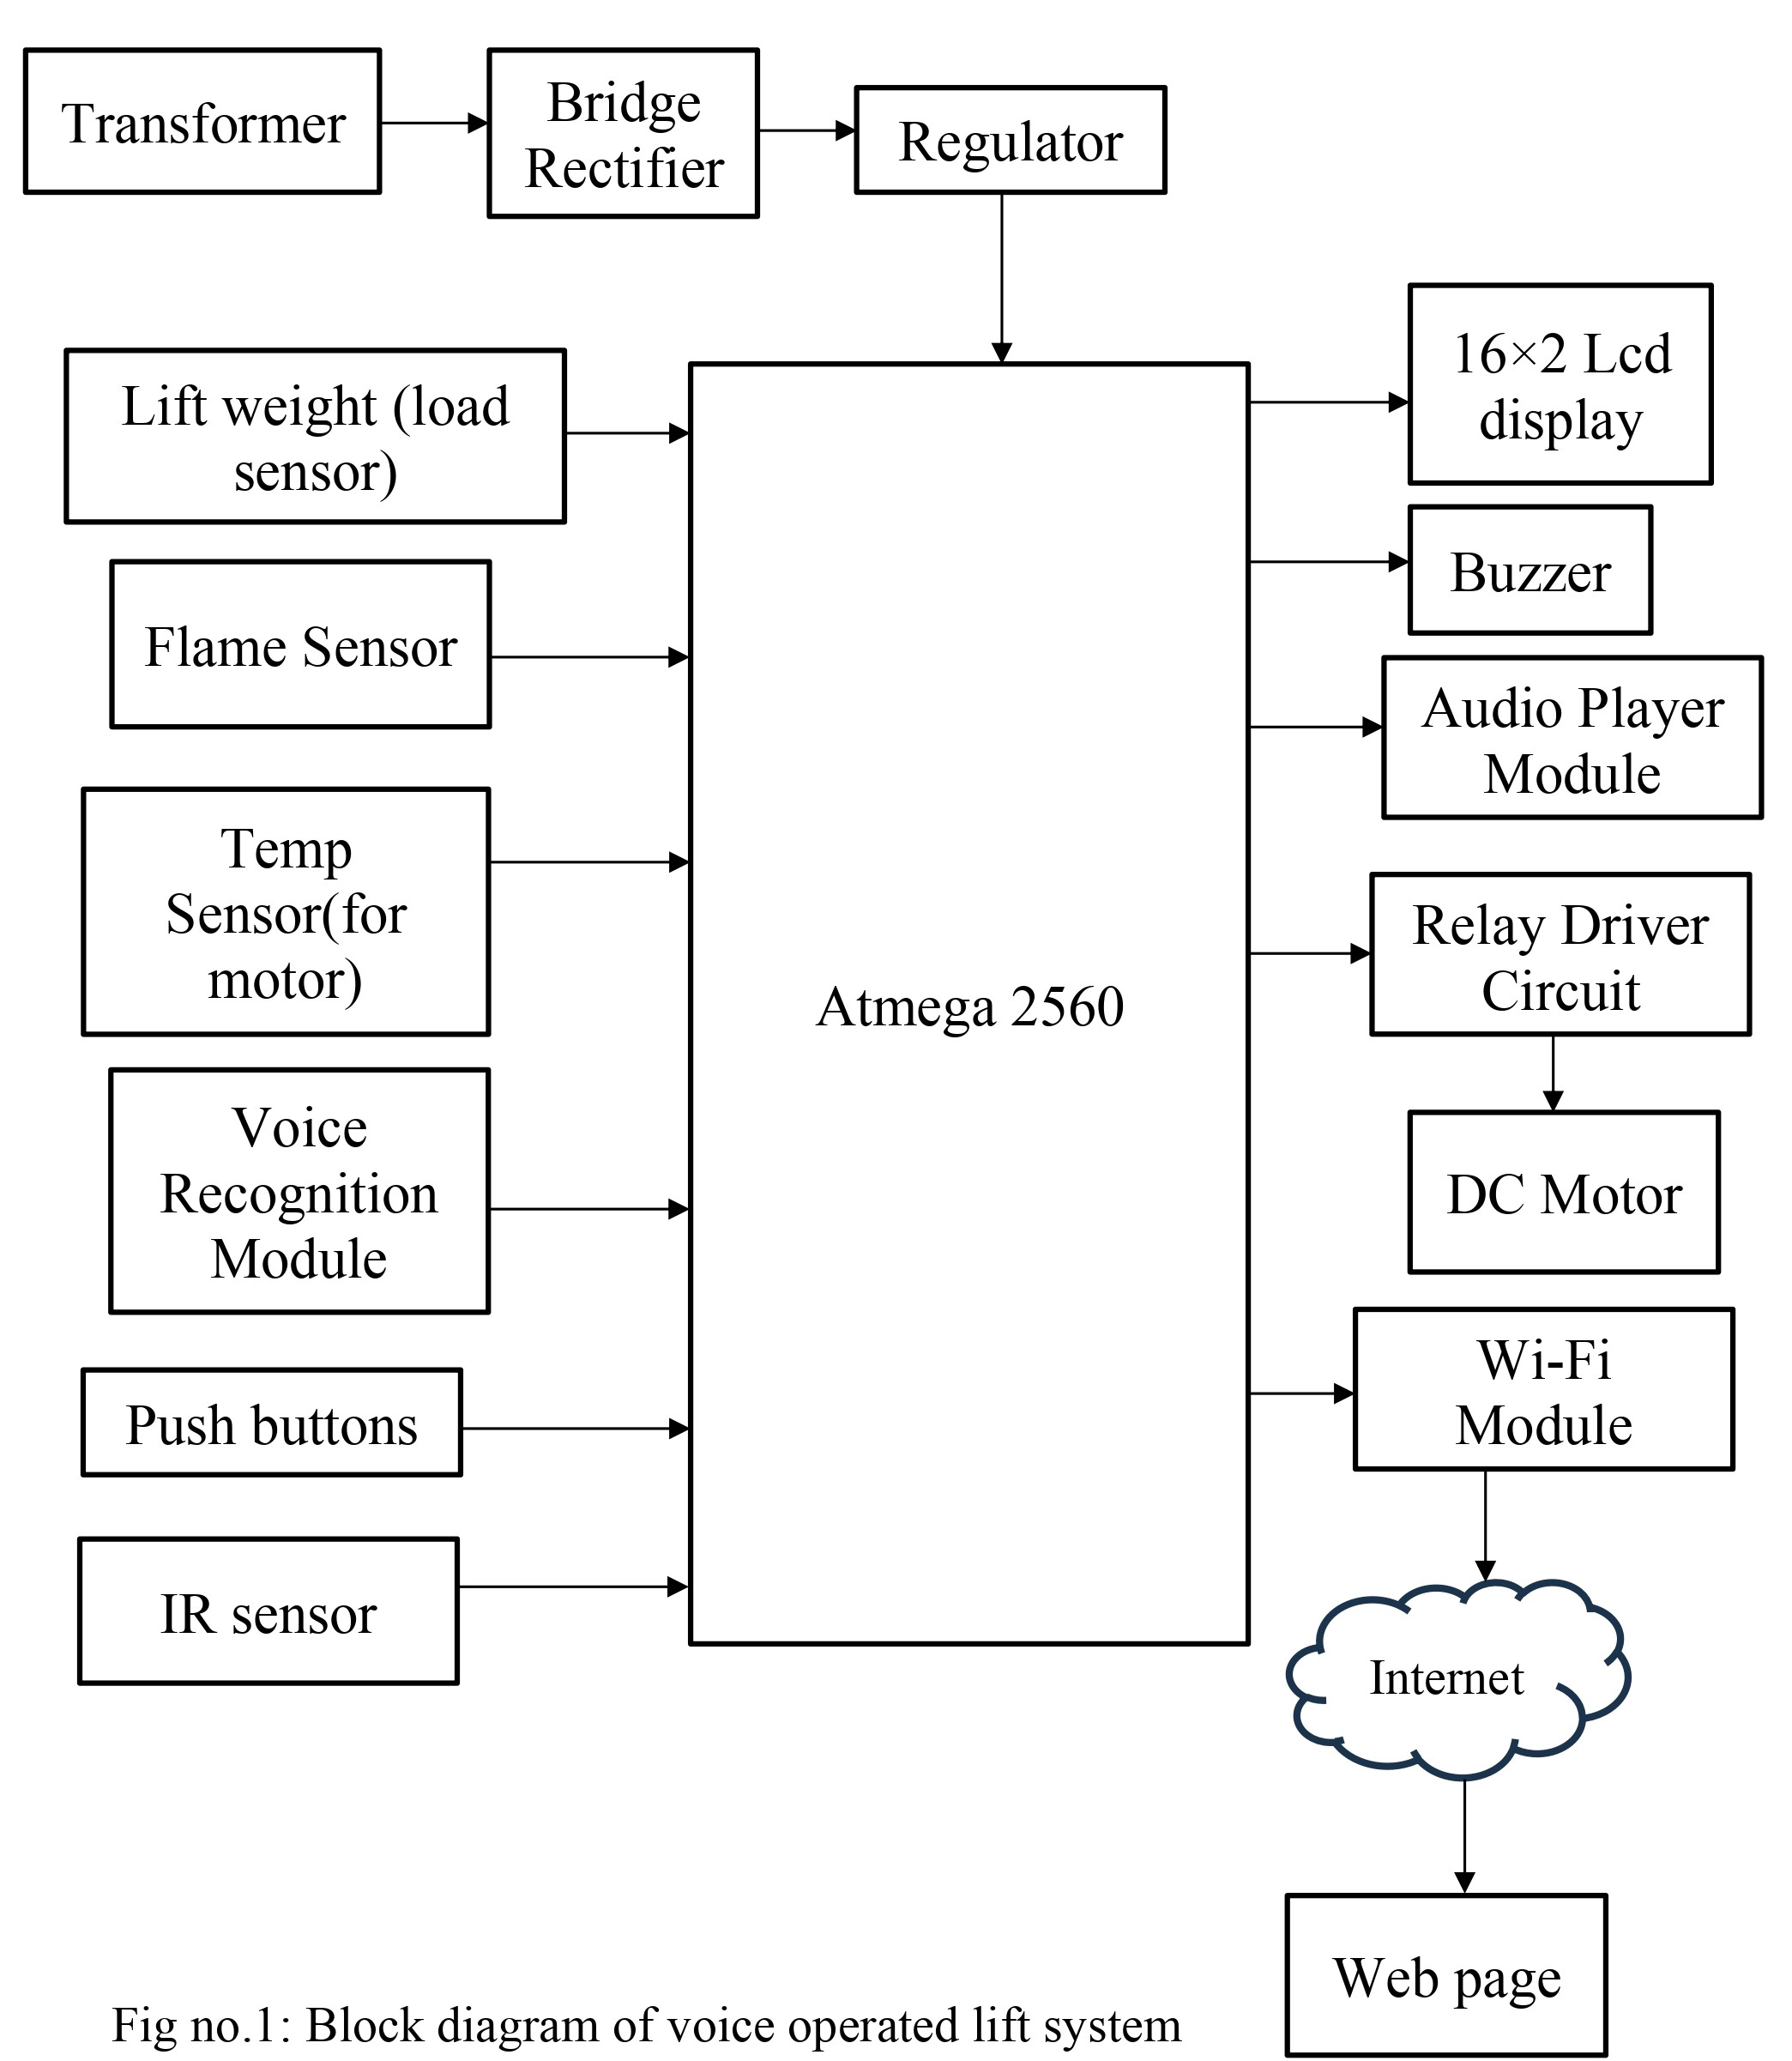 Transformer
Bridge
Rectifier
Regulator
Lift weight (load
sensor)
Flame Sensor
Temp
Sensor(for
motor)
Voice
Recognition
Module
Push buttons
IR sensor
Atmega 2560
16×2 Lcd
display
Buzzer
Audio Player
Module
Relay Driver
Circuit
DC Motor
Wi-Fi
Module
Internet
Web page
Fig no.1: Block diagram of voice operated lift system